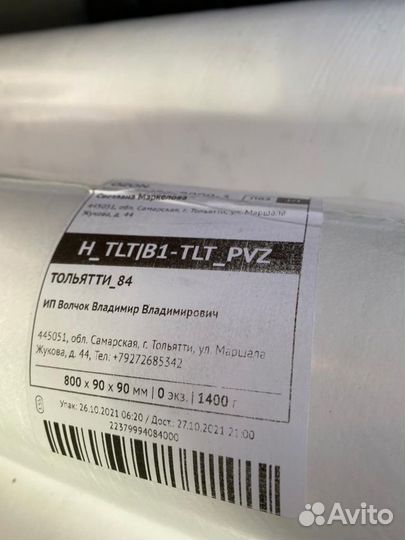 OZON
Светлана Маркелова
ПВЗ
445051, обл. Самарская, г. Тольятти, ул. Маршала
Жукова, д. 44
H_TLT|B1-TLT_PVZ
ТОЛЬЯТТИ_84
ИП Волчок Владимир Владимирович
445051, обл. Самарская, г. Тольятти, ул. Маршала
Жукова, д. 44, Тел: +79272685342
800 x 90 x 90 мм | 0 экз. | 1400 г
Упак: 26.10.2021 06:20 / Дост.: 27.10.2021 21:00
22379994084000
Avito